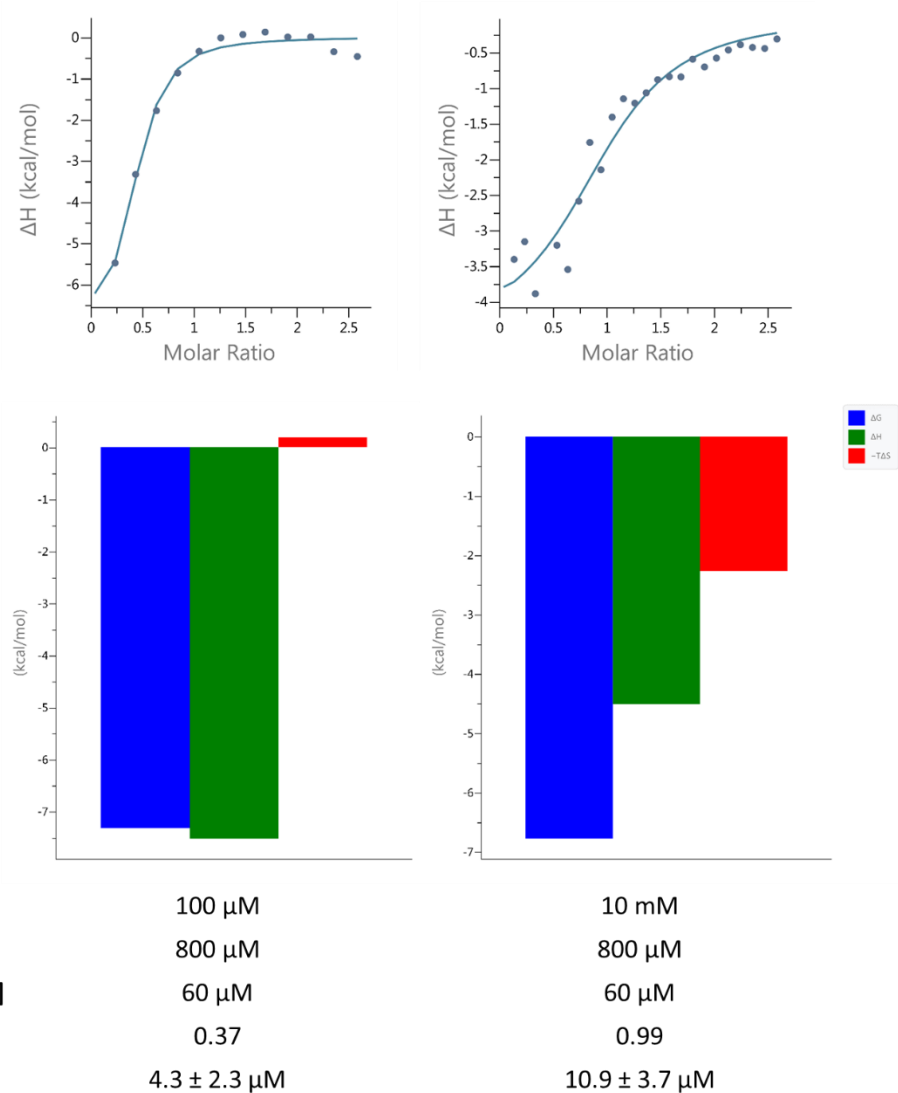 0
-1
-2
-3
-4
-5
-6
ΔH (kcal/mol)
0 0.5 1 1.5 2 2.5
Molar Ratio
-0.5
-1
-1.5
-2
-2.5
-3
-3.5
-4
ΔH (kcal/mol)
0 0.5 1 1.5 2 2.5
Molar Ratio
0
-1
-2
-3
-4
-5
-6
-7
(kcal/mol)
0
-1
-2
-3
-4
-5
-6
-7
(kcal/mol)
ΔG
ΔH
-TΔS
100 µM 10 mM
800 µM 800 µM
60 µM 60 µM
0.37 0.99
4.3 ± 2.3 µM 10.9 ± 3.7 µM